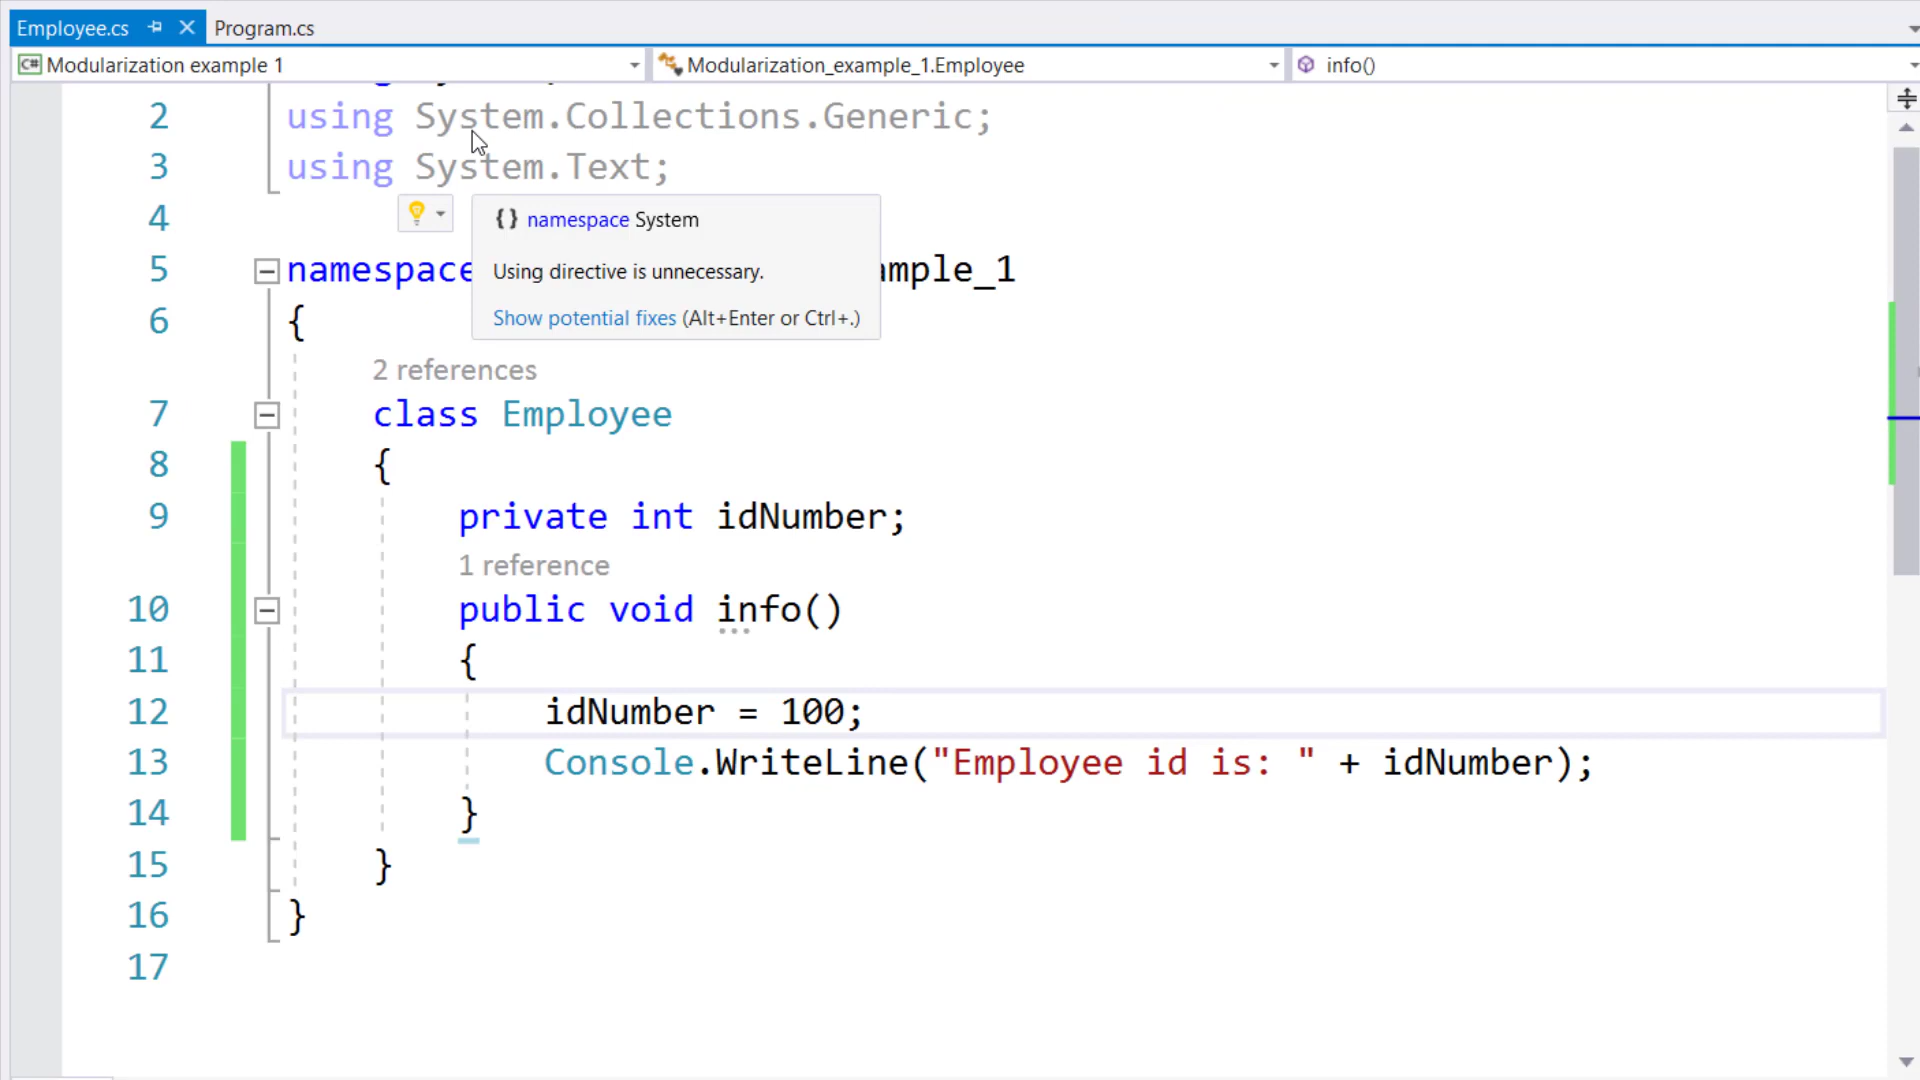 Employee.cs Program.cs
C# Modularization example 1 Modularization_example_1.Employee info()
2 using System.Collections.Generic;
3 using System.Text;
4
{} namespace System
Using directive is unnecessary.
Show potential fixes (Alt+Enter or Ctrl+.)
5 namespace ample_1
6 {
2 references
7 class Employee
8 {
9 private int idNumber;
1 reference
10 public void info()
11 {
12 idNumber = 100;
13 Console.WriteLine("Employee id is: " + idNumber);
14 }
15 }
16 }
17